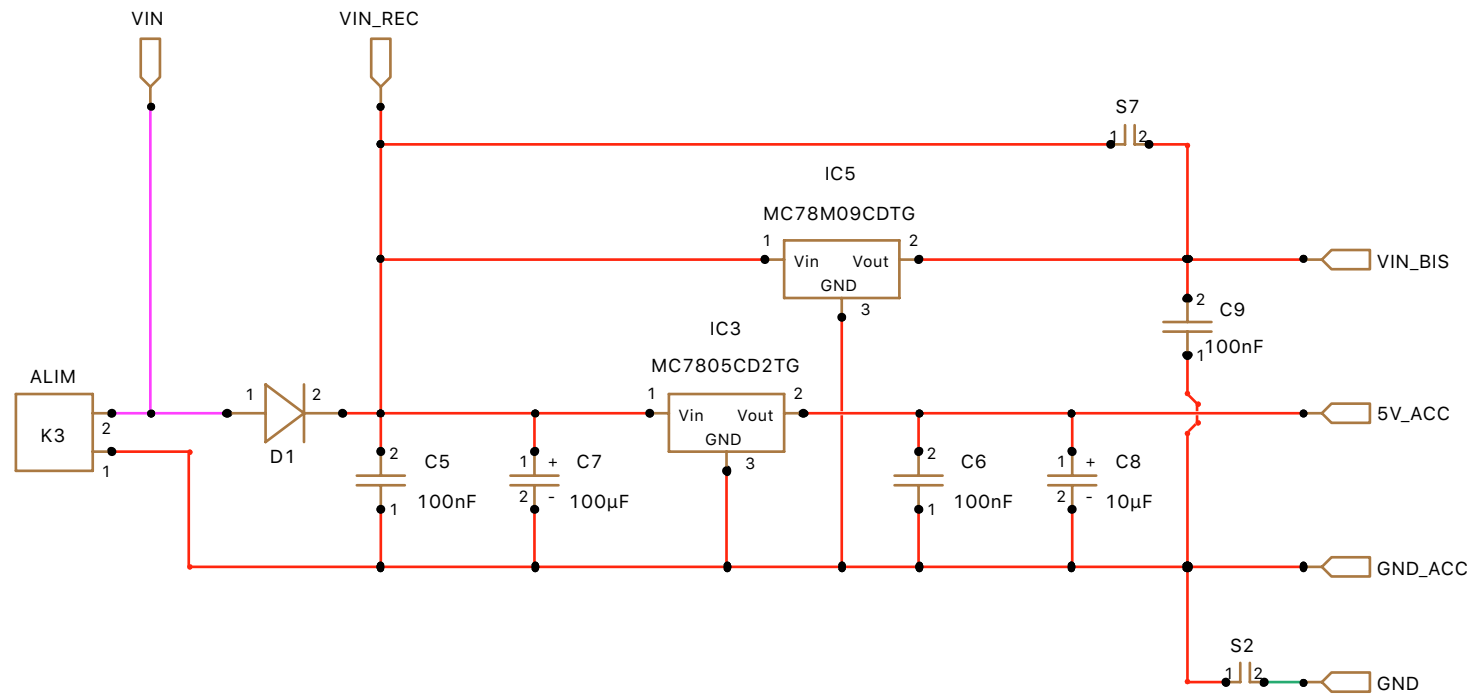 VIN
VIN_REC
S7
1 2
IC5
MC78M09CDTG
1 2
Vin Vout
GND
3
VIN_BIS
2
C9
100nF
1
IC3
MC7805CD2TG
1 2
Vin Vout
GND
3
ALIM
K3
2
1
1 2
D1
5V_ACC
2
C5
100nF
1
1 +
C7
2 -
100µF
2
C6
100nF
1
1 +
C8
2 -
10µF
GND_ACC
S2
1 2
GND